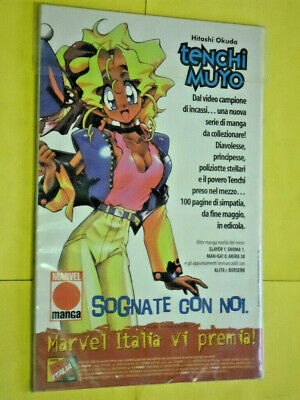 Hitoshi Okuda
tenchi
MUYO
Dal video campione
di incassi... una nuova
serie di manga
da collezionare!
Diavolesse,
principesse,
poliziotte stellari
e il povero Tenchi
preso nel mezzo...
100 pagine di simpatia,
da fine maggio,
in edicola.
Altre manga novità del mese:
SLAYER 1, SHOMA 1,
MAN-GA! 8, AKIRA 38
e gli appuntamenti immancabili con
ALITA e BERSERK
MARVEL
manga
SOGNATE CON NOI.
Marvel Italia vi premia!
ITALIA